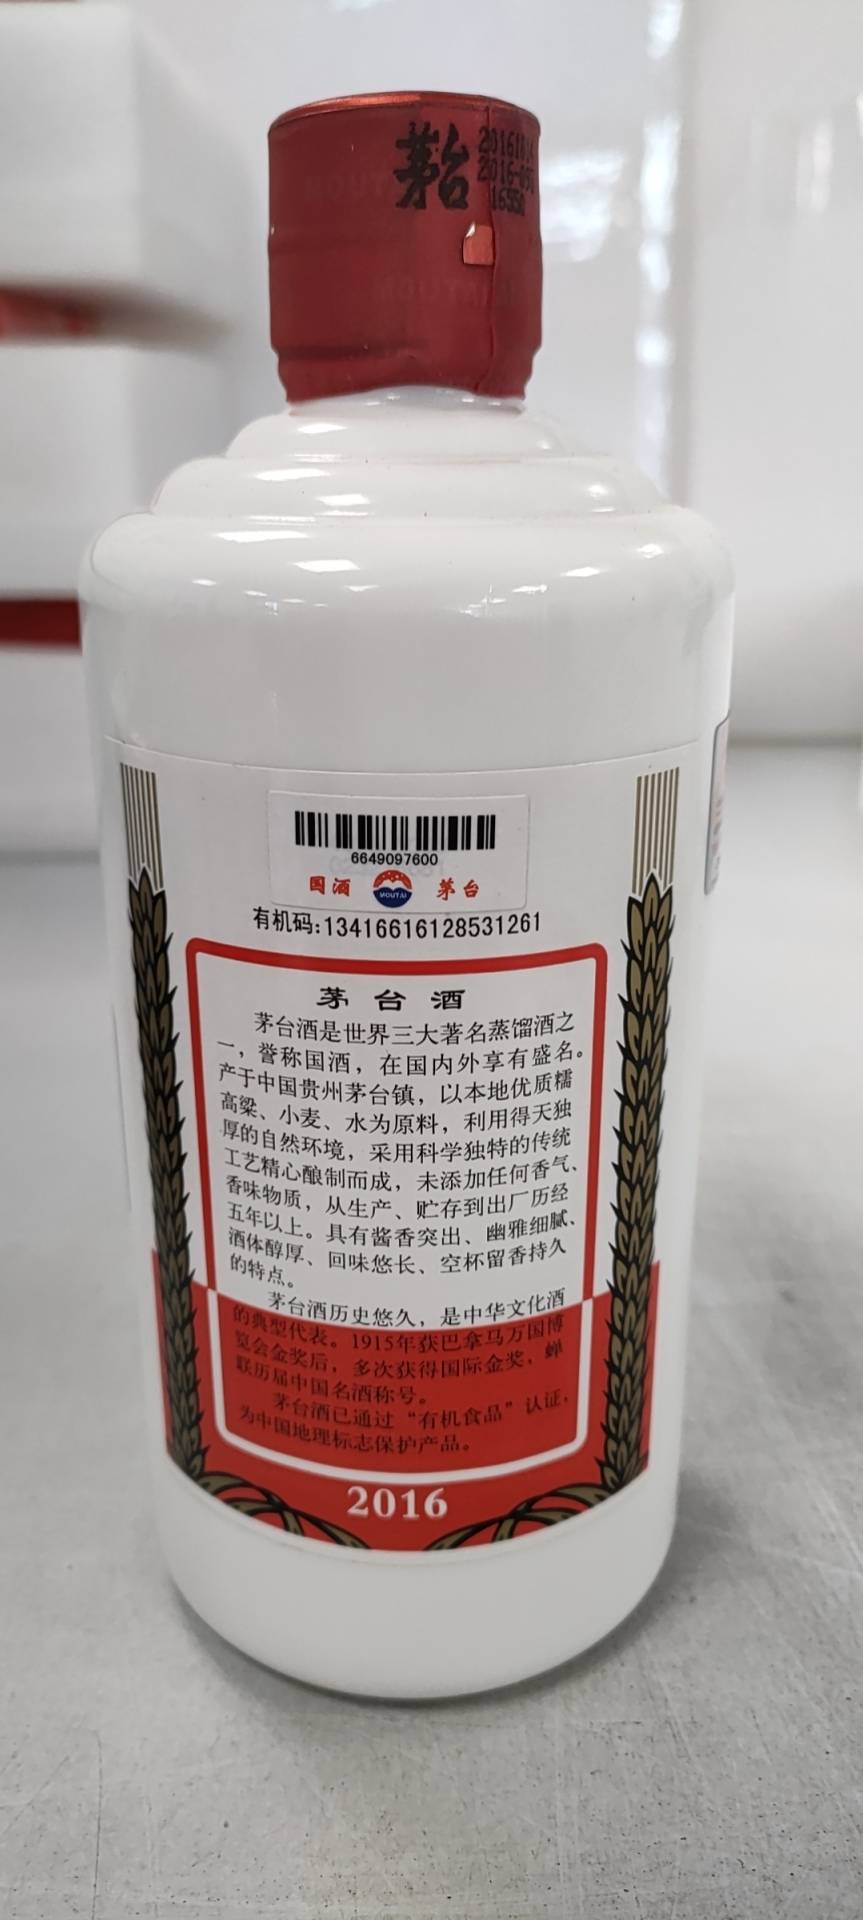 茅台
2016-09
16550
6649097600
国酒 MOUTAI 茅台
有机码:13416616128531261
茅台酒
茅台酒是世界三大著名蒸馏酒之
一，誉称国酒，在国内外享有盛名。
产于中国贵州茅台镇，以本地优质糯
高粱、小麦、水为原料，利用得天独
厚的自然环境，采用科学独特的传统
工艺精心酿制而成，未添加任何香气、
香味物质，从生产、贮存到出厂历经
五年以上。具有酱香突出、幽雅细腻、
酒体醇厚、回味悠长、空杯留香持久
的特点。
茅台酒历史悠久，是中华文化酒
的典型代表。1915年获巴拿马万国博
览会金奖后，多次获得国际金奖、蝉
联历届中国名酒称号。
茅台酒已通过“有机食品”认证，
为中国地理标志保护产品。
2016